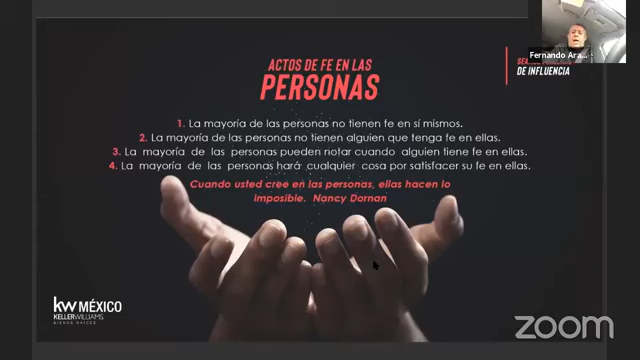 Fernando Ara...
DE INFLUENCIA
ACTOS DE FE EN LAS
PERSONAS
1. La mayoría de las personas no tienen fe en sí mismos.
2. La mayoría de las personas no tienen alguien que tenga fe en ellas.
3. La mayoría de las personas pueden notar cuando alguien tiene fe en ellas.
4. La mayoría de las personas hará cualquier cosa por satisfacer su fe en ellas.
Cuando usted cree en las personas, ellas hacen lo
imposible. Nancy Dornan
kw MÉXICO
KELLERWILLIAMS
BIENES RAÍCES
zoom